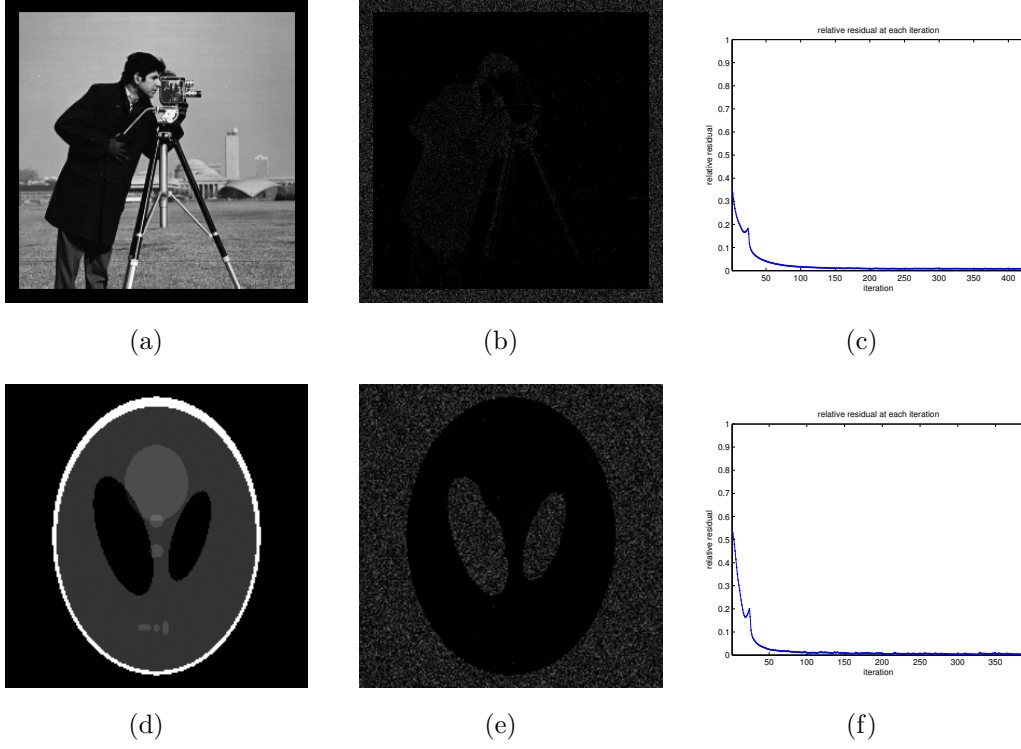 relative residual at each iteration
1
0.9
0.8
0.7
0.6
0.5
0.4
0.3
0.2
0.1
0
relative residual
50 100 150 200 250 300 350 400
iteration
(a) (b) (c)
relative residual at each iteration
1
0.9
0.8
0.7
0.6
0.5
0.4
0.3
0.2
0.1
0
relative residual
50 100 150 200 250 300 350
iteration
(d) (e) (f)